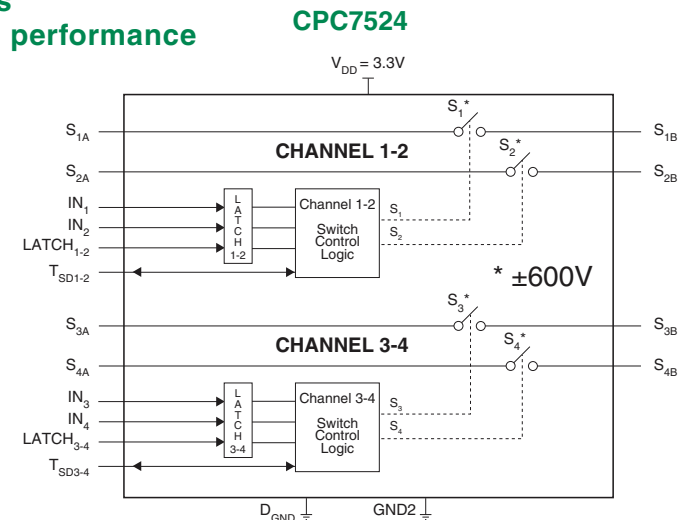 s
performance
CPC7524
VDD = 3.3V
S1A
S1*
S1B
CHANNEL 1-2
S2A
S2*
S2B
IN1
IN2
LATCH1-2
TSD1-2
LATCH
1-2
Channel 1-2
Switch
Control
Logic
S1
S2
* ±600V
S3A
S3*
S3B
CHANNEL 3-4
S4A
S4*
S4B
IN3
IN4
LATCH3-4
TSD3-4
LATCH
3-4
Channel 3-4
Switch
Control
Logic
S3
S4
DGND
GND2